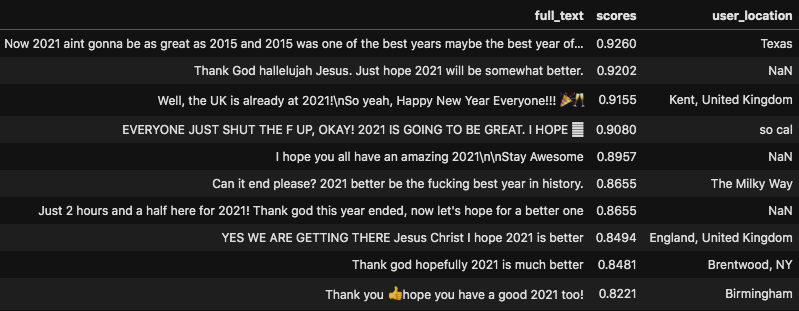 full_text scores user_location
Now 2021 aint gonna be as great as 2015 and 2015 was one of the best years maybe the best year of... 0.9260 Texas
Thank God hallelujah Jesus. Just hope 2021 will be somewhat better. 0.9202 NaN
Well, the UK is already at 2021!\nSo yeah, Happy New Year Everyone!!! 🎉🥂 0.9155 Kent, United Kingdom
EVERYONE JUST SHUT THE F UP, OKAY! 2021 IS GOING TO BE GREAT. I HOPE 0.9080 so cal
I hope you all have an amazing 2021\n\nStay Awesome 0.8957 NaN
Can it end please? 2021 better be the fucking best year in history. 0.8655 The Milky Way
Just 2 hours and a half here for 2021! Thank god this year ended, now let's hope for a better one 0.8655 NaN
YES WE ARE GETTING THERE Jesus Christ I hope 2021 is better 0.8494 England, United Kingdom
Thank god hopefully 2021 is much better 0.8481 Brentwood, NY
Thank you 👍hope you have a good 2021 too! 0.8221 Birmingham